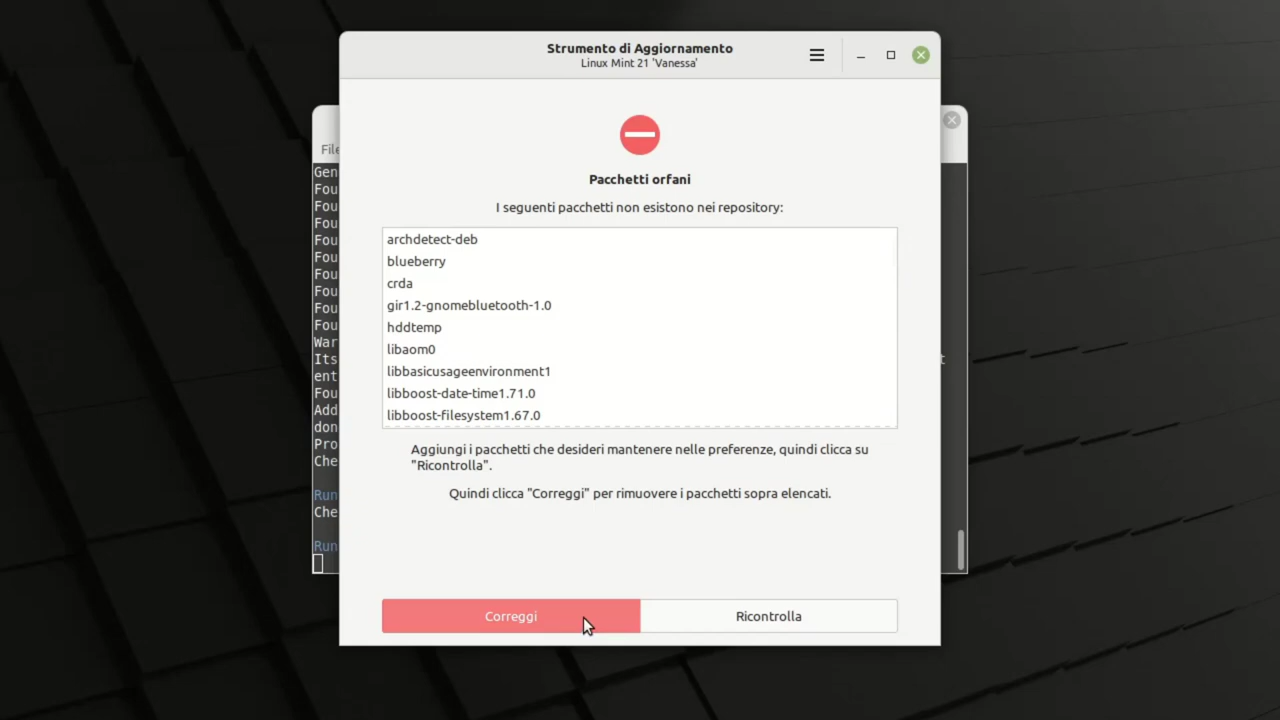 Strumento di Aggiornamento
Linux Mint 21 'Vanessa'
File
Pacchetti orfani
I seguenti pacchetti non esistono nei repository:
archdetect-deb
blueberry
crda
gir1.2-gnomebluetooth-1.0
hddtemp
libaom0
libbasicusageenvironment1
libboost-date-time1.71.0
libboost-filesystem1.67.0
Aggiungi i pacchetti che desideri mantenere nelle preferenze, quindi clicca su
"Ricontrolla".
Quindi clicca "Correggi" per rimuovere i pacchetti sopra elencati.
Correggi
Ricontrolla
Gen
Fou
Fou
Fou
Fou
Fou
Fou
Fou
Fou
Fou
War
Its
t
ent
Fou
Add
don
Pro
Che
Run
Che
Run